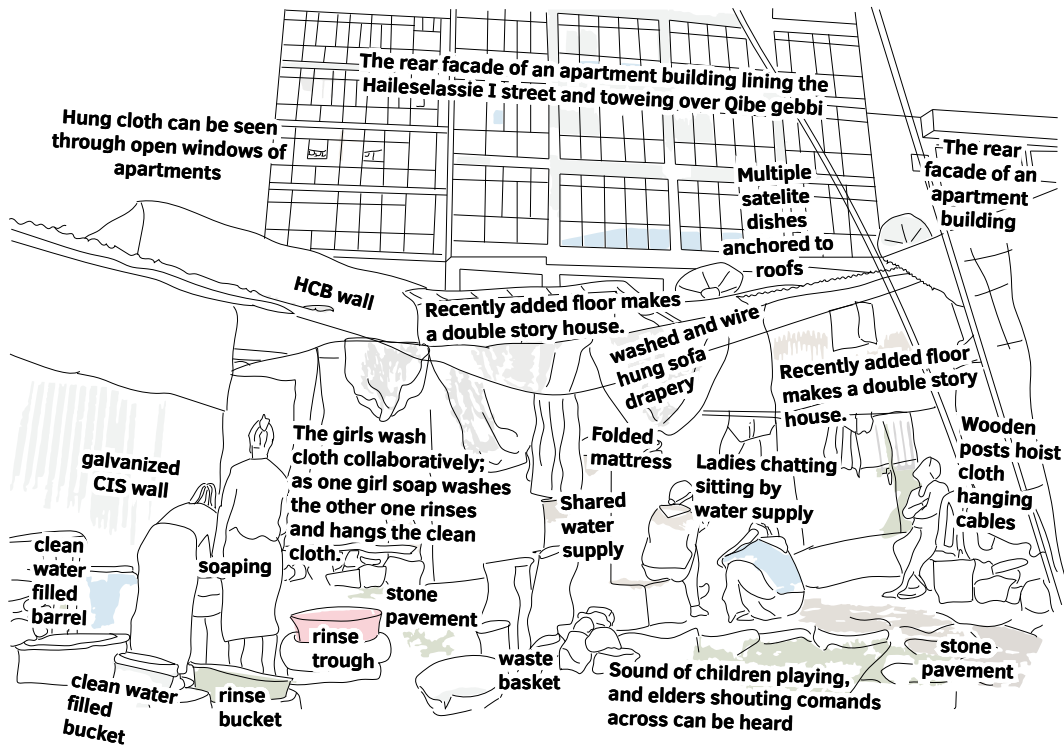 The rear facade of an apartment building lining the
Haileselassie I street and toweing over Qibe gebbi
Hung cloth can be seen
through open windows of
apartments
The rear
facade of an
apartment
building
Multiple
satelite
dishes
anchored to
roofs
HCB wall
Recently added floor makes
a double story house.
washed and wire
hung sofa
drapery
Recently added floor
makes a double story
house.
Wooden
posts hoist
cloth
hanging
cables
The girls wash
cloth collaboratively;
as one girl soap washes
the other one rinses
and hangs the clean
cloth.
Folded
mattress
Ladies chatting
sitting by
water supply
galvanized
CIS wall
Shared
water
supply
clean
water
filled
barrel
soaping
stone
pavement
rinse
trough
waste
basket
stone
pavement
Sound of children playing,
and elders shouting comands
across can be heard
clean water
filled
bucket
rinse
bucket